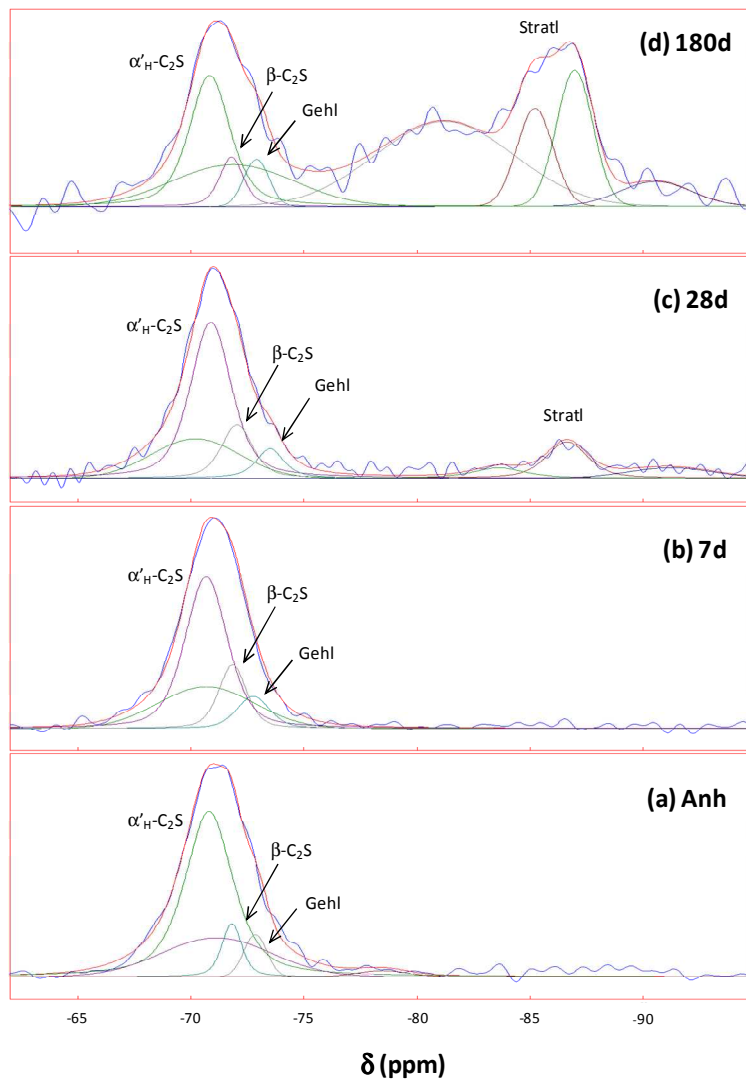 Stratl
(d) 180d
α'H-C2S
β-C2S
Gehl
(c) 28d
α'H-C2S
β-C2S
Gehl
Stratl
(b) 7d
α'H-C2S
β-C2S
Gehl
(a) Anh
α'H-C2S
β-C2S
Gehl
-65 -70 -75 -80 -85 -90
δ (ppm)